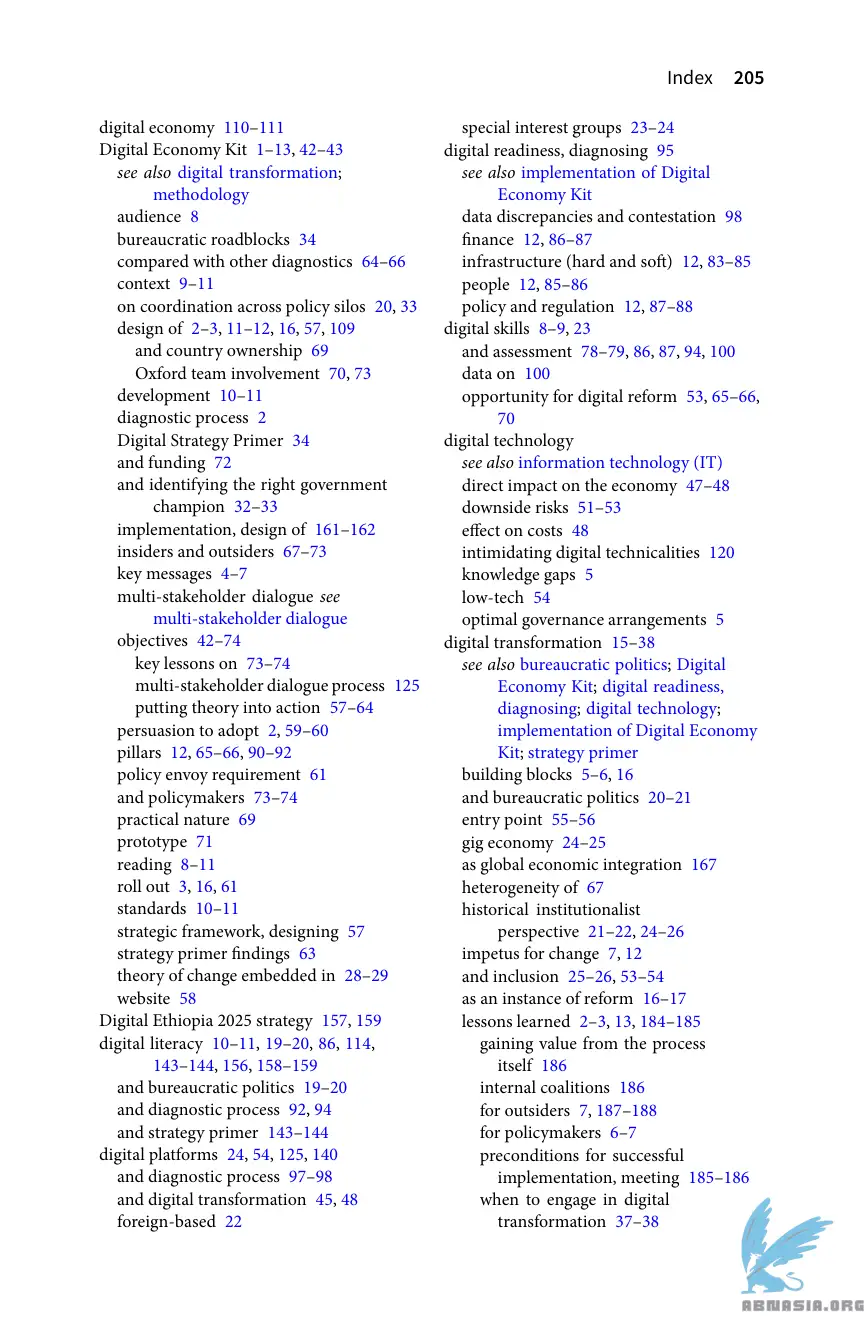 Index 205
digital economy 110–111
Digital Economy Kit 1–13, 42–43
see also digital transformation;
methodology
audience 8
bureaucratic roadblocks 34
compared with other diagnostics 64–66
context 9–11
on coordination across policy silos 20, 33
design of 2–3, 11–12, 16, 57, 109
and country ownership 69
Oxford team involvement 70, 73
development 10–11
diagnostic process 2
Digital Strategy Primer 34
and funding 72
and identifying the right government
champion 32–33
implementation, design of 161–162
insiders and outsiders 67–73
key messages 4–7
multi-stakeholder dialogue see
multi-stakeholder dialogue
objectives 42–74
key lessons on 73–74
multi-stakeholder dialogue process 125
putting theory into action 57–64
persuasion to adopt 2, 59–60
pillars 12, 65–66, 90–92
policy envoy requirement 61
and policymakers 73–74
practical nature 69
prototype 71
reading 8–11
roll out 3, 16, 61
standards 10–11
strategic framework, designing 57
strategy primer findings 63
theory of change embedded in 28–29
website 58
Digital Ethiopia 2025 strategy 157, 159
digital literacy 10–11, 19–20, 86, 114,
143–144, 156, 158–159
and bureaucratic politics 19–20
and diagnostic process 92, 94
and strategy primer 143–144
digital platforms 24, 54, 125, 140
and diagnostic process 97–98
and digital transformation 45, 48
foreign-based 22
special interest groups 23–24
digital readiness, diagnosing 95
see also implementation of Digital
Economy Kit
data discrepancies and contestation 98
finance 12, 86–87
infrastructure (hard and soft) 12, 83–85
people 12, 85–86
policy and regulation 12, 87–88
digital skills 8–9, 23
and assessment 78–79, 86, 87, 94, 100
data on 100
opportunity for digital reform 53, 65–66,
70
digital technology
see also information technology (IT)
direct impact on the economy 47–48
downside risks 51–53
effect on costs 48
intimidating digital technicalities 120
knowledge gaps 5
low-tech 54
optimal governance arrangements 5
digital transformation 15–38
see also bureaucratic politics; Digital
Economy Kit; digital readiness,
diagnosing; digital technology;
implementation of Digital Economy
Kit; strategy primer
building blocks 5–6, 16
and bureaucratic politics 20–21
entry point 55–56
gig economy 24–25
as global economic integration 167
heterogeneity of 67
historical institutionalist
perspective 21–22, 24–26
impetus for change 7, 12
and inclusion 25–26, 53–54
as an instance of reform 16–17
lessons learned 2–3, 13, 184–185
gaining value from the process
itself 186
internal coalitions 186
for outsiders 7, 187–188
for policymakers 6–7
preconditions for successful
implementation, meeting 185–186
when to engage in digital
transformation 37–38
ABNASIA.ORG